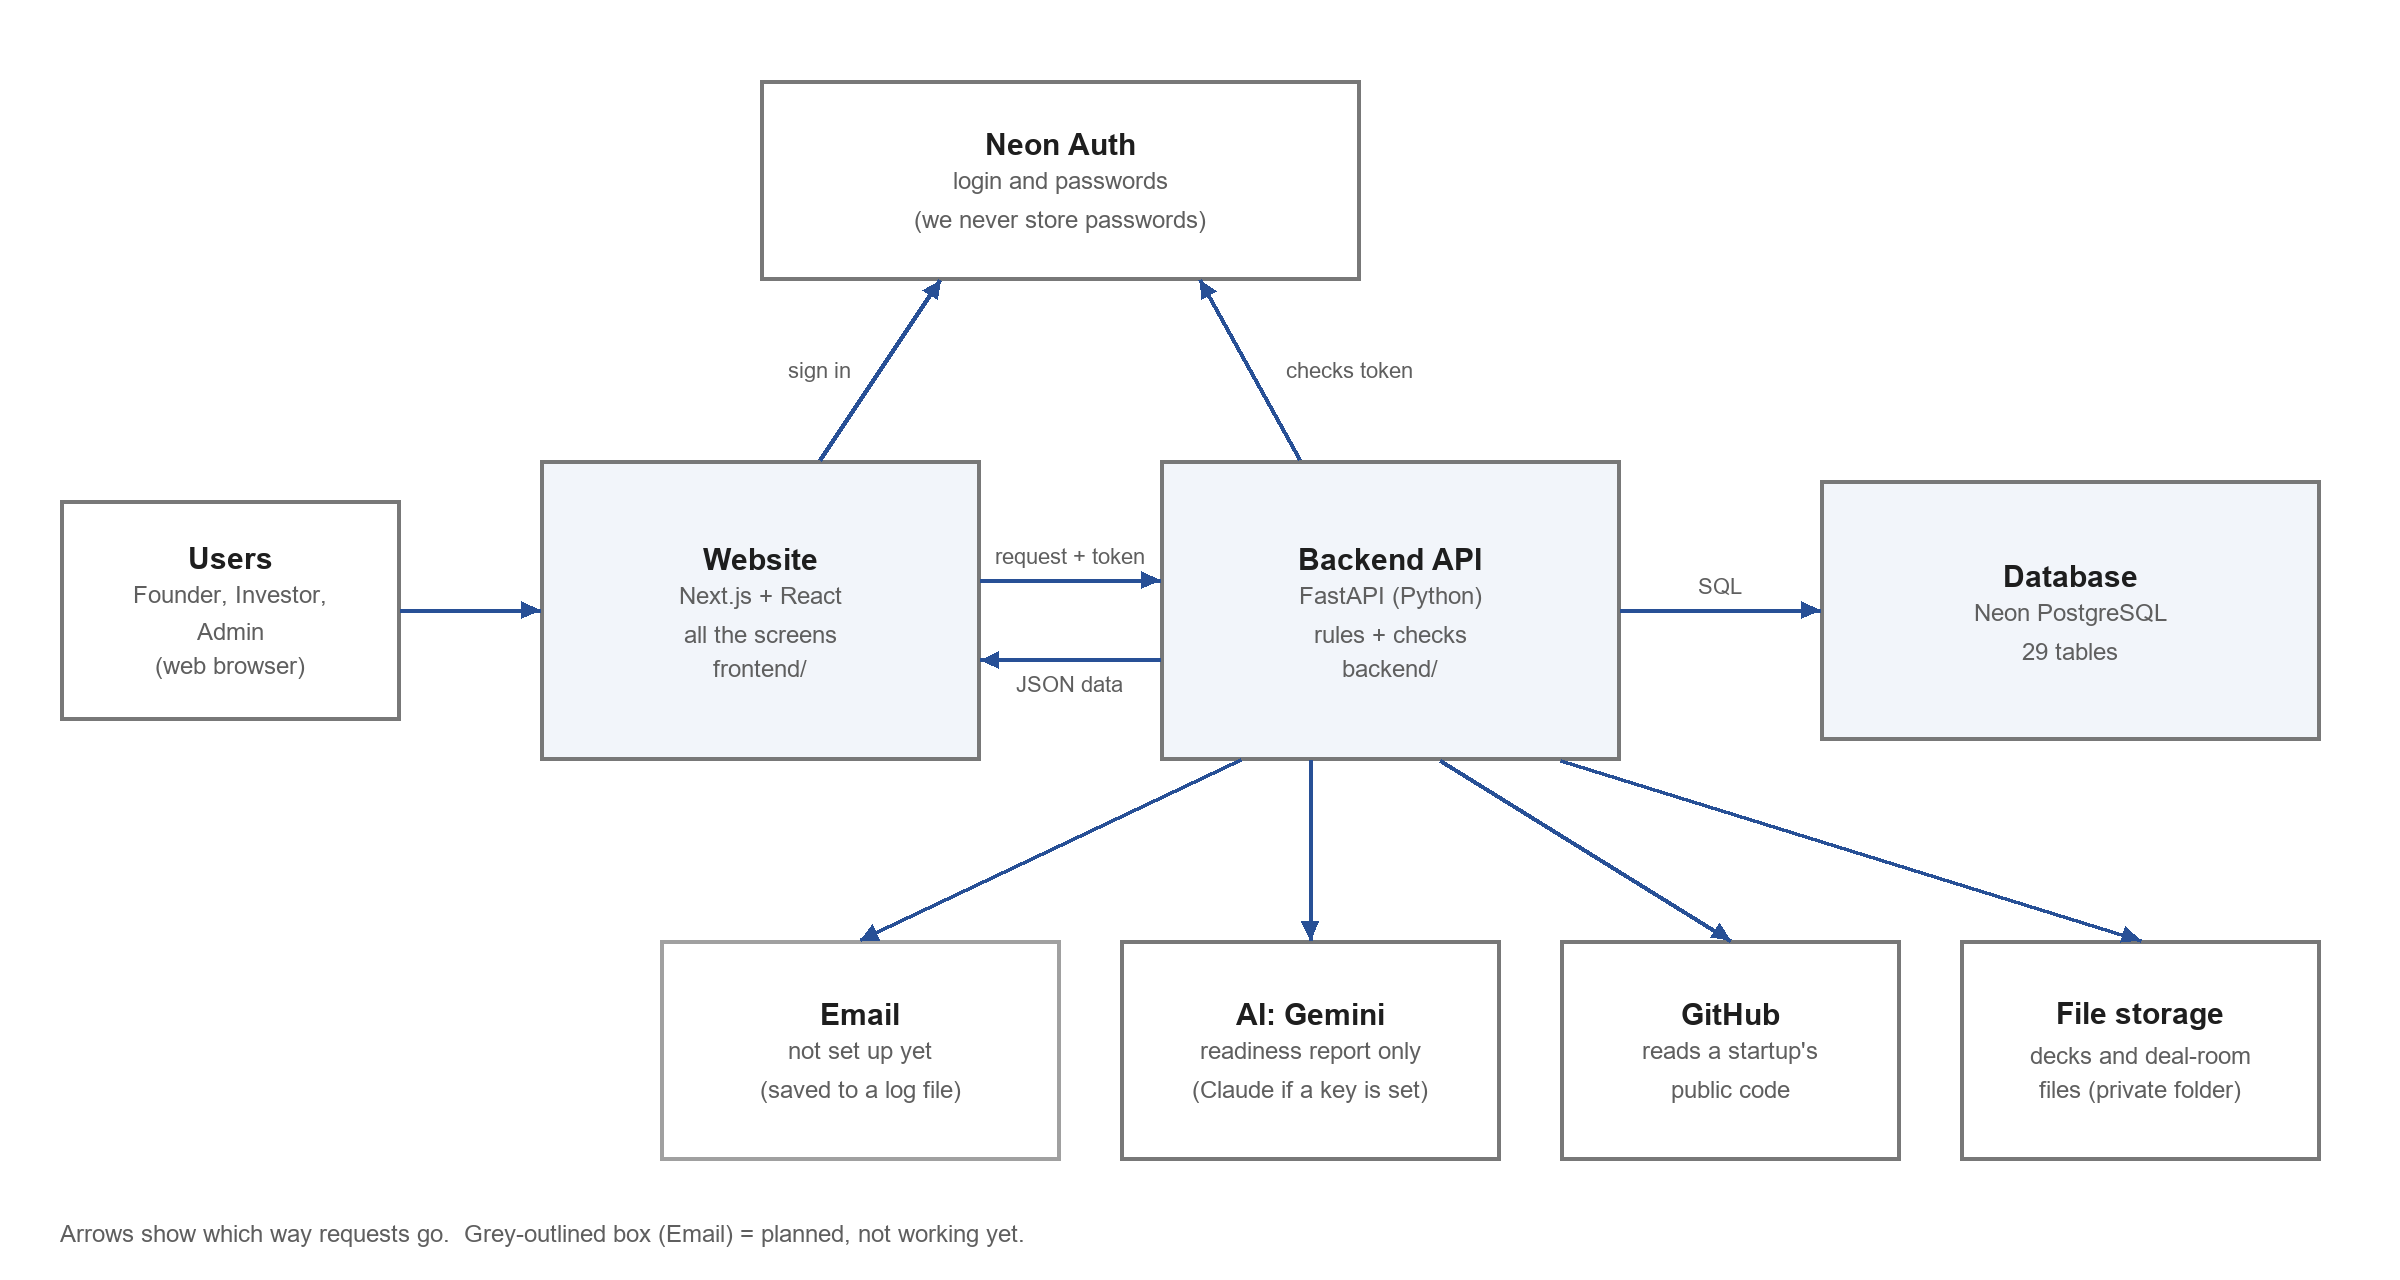 Neon Auth
login and passwords
(we never store passwords)
sign in
checks token
Users
Founder, Investor,
Admin
(web browser)
Website
Next.js + React
all the screens
frontend/
request + token
JSON data
Backend API
FastAPI (Python)
rules + checks
backend/
SQL
Database
Neon PostgreSQL
29 tables
Email
not set up yet
(saved to a log file)
AI: Gemini
readiness report only
(Claude if a key is set)
GitHub
reads a startup's
public code
File storage
decks and deal-room
files (private folder)
Arrows show which way requests go.  Grey-outlined box (Email) = planned, not working yet.